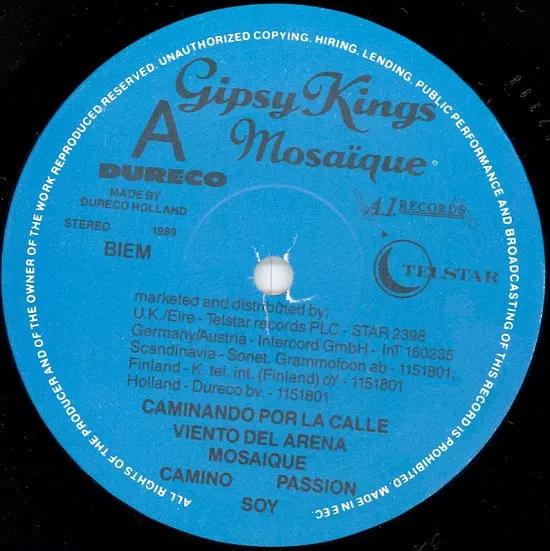 ALL RIGHTS OF THE PRODUCER AND OF THE OWNER OF THE WORK REPRODUCED RESERVED. UNAUTHORIZED COPYING. HIRING. LENDING. PUBLIC PERFORMANCE AND BROADCASTING OF THIS RECORD IS PROHIBITED. MADE IN EEC.
Gipsy Kings
Mosaïque
A
DURECO
MADE BY
DURECO HOLLAND
STEREO 1989
BIEM
A.1 RECORDS
TELSTAR
marketed and distributed by:
U.K./Eire - Telstar records PLC - STAR 2398
Germany/Austria - Intercord GmbH - INT 160235
Scandinavia - Sonet. Grammofoon ab - 1151801;
Finland - K. tel. int. (Finland) oy - 1151801
Holland - Dureco bv. - 1151801
CAMINANDO POR LA CALLE
VIENTO DEL ARENA
MOSAIQUE
CAMINO PASSION
SOY